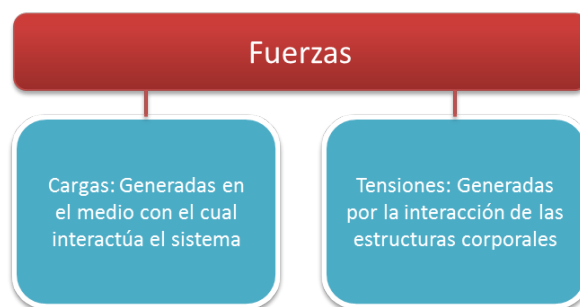 Fuerzas
Cargas: Generadas en
el medio con el cual
interactúa el sistema
Tensiones: Generadas
por la interacción de las
estructuras corporales